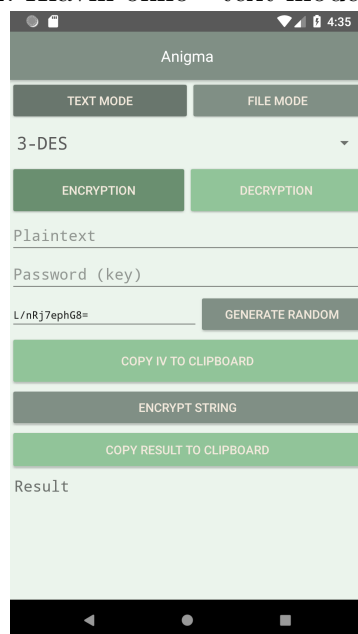 4:35
Anigma
TEXT MODE FILE MODE
3-DES
ENCRYPTION DECRYPTION
Plaintext
Password (key)
L/nRj7ephG8= GENERATE RANDOM
COPY IV TO CLIPBOARD
ENCRYPT STRING
COPY RESULT TO CLIPBOARD
Result